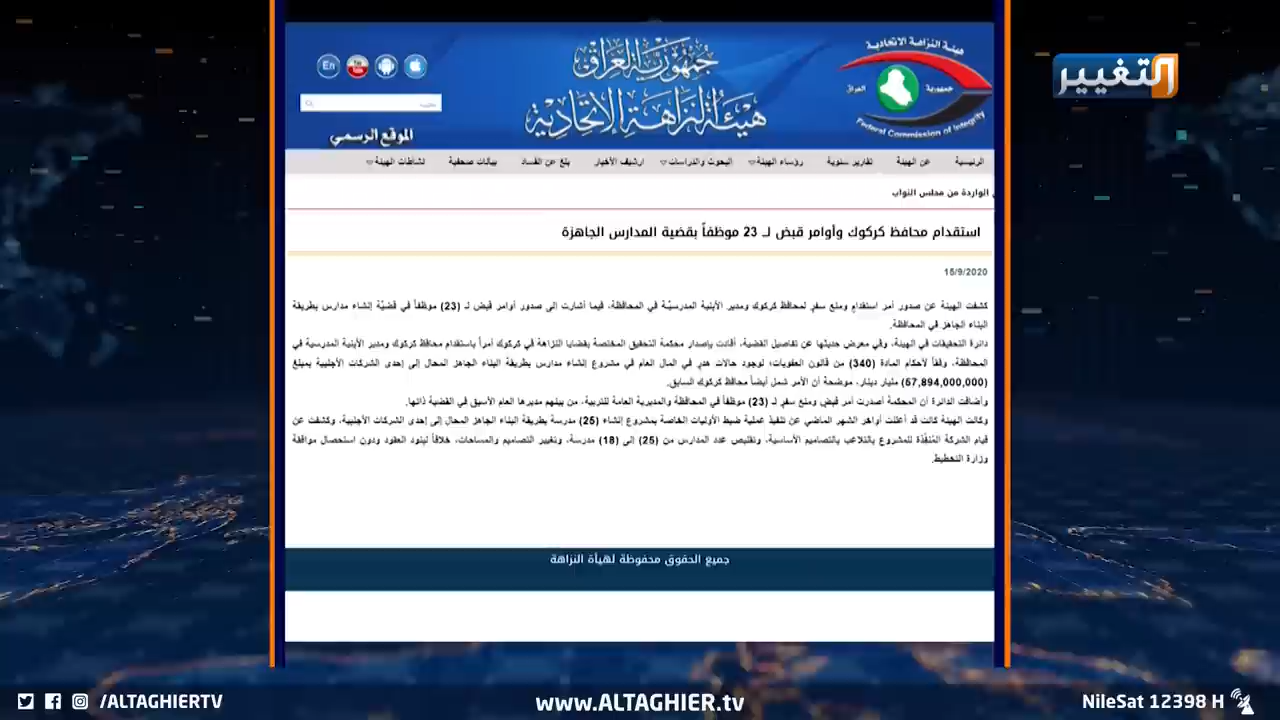 التغيير
جمهورية العراق
هيئة النزاهة الاتحادية
هيئة النزاهة الاتحادية
جمهورية
العراق
Federal Commission of Integrity
En
You
الموقع الرسمي
الرئيسية
عن الهيئة
تقارير سنوية
رؤساء الهيئة
البحوث والدراسات
ارشيف الأخبار
بلغ عن الفساد
بيانات صحفية
نشاطات الهيئة
الواردة من مجلس النواب
استقدام محافظ كركوك وأوامر قبض لـ 23 موظفاً بقضية المدارس الجاهزة
15/9/2020
كشفت الهيئة عن صدور أمر استقدامٍ ومنع سفرٍ لمحافظ كركوك ومدير الأبنية المدرسيّة في المحافظة، فيما أشارت إلى صدور أوامر قبض لـ (23) موظفاً في قضيّة إنشاء مدارس بطريقة
البناء الجاهز في المحافظة.
دائرة التحقيقات في الهيئة، وفي معرض حديثها عن تفاصيل القضية، أفادت بإصدار محكمة التحقيق المختصة بقضايا النزاهة في كركوك أمراً باستقدام محافظ كركوك ومدير الأبنية المدرسية في
المحافظة، وفقاً لأحكام المادة (340) من قانون العقوبات؛ لوجود حالات هدرٍ في المال العام في مشروع إنشاء مدارس بطريقة البناء الجاهز المحال إلى إحدى الشركات الأجنبية بمبلغ
(57,894,000,000) مليار دينار، موضحة أن الأمر شمل أيضاً محافظ كركوك السابق.
وأضافت الدائرة أن المحكمة أصدرت أمر قبضٍ ومنع سفرٍ لـ (23) موظفاً في المحافظة والمديرية العامة للتربية، من بينهم مديرها العام الأسبق في القضية ذاتها.
وكانت الهيئة كانت قد أعلنت أواخر الشهر الماضي عن تنفيذ عملية ضبط الأوليات الخاصة بمشروع إنشاء (25) مدرسة بطريقة البناء الجاهز المحال إلى إحدى الشركات الأجنبية، وكشفت عن
قيام الشركة المُنفِّذة للمشروع بالتلاعب بالتصاميم الأساسية، وتقليص عدد المدارس من (25) إلى (18) مدرسة، وتغيير التصاميم والمساحات، خلافاً لبنود العقود ودون استحصال موافقة
وزارة التخطيط.
جميع الحقوق محفوظة لهيأة النزاهة
/ALTAGHIERTV
www.ALTAGHIER.tv
NileSat 12398 H